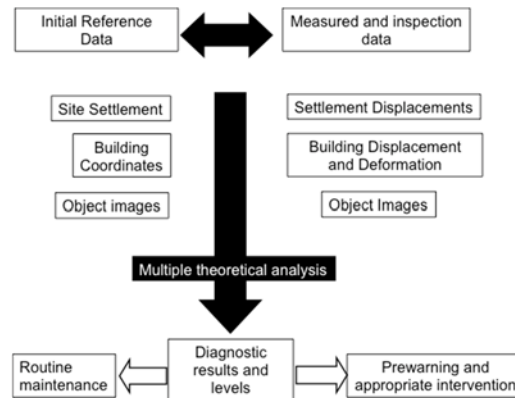 Initial Reference
Data
Measured and inspection
data
Site Settlement
Settlement Displacements
Building
Coordinates
Building Displacement
and Deformation
Object images
Object Images
Multiple theoretical analysis
Routine
maintenance
Diagnostic
results and
levels
Prewarning and
appropriate intervention